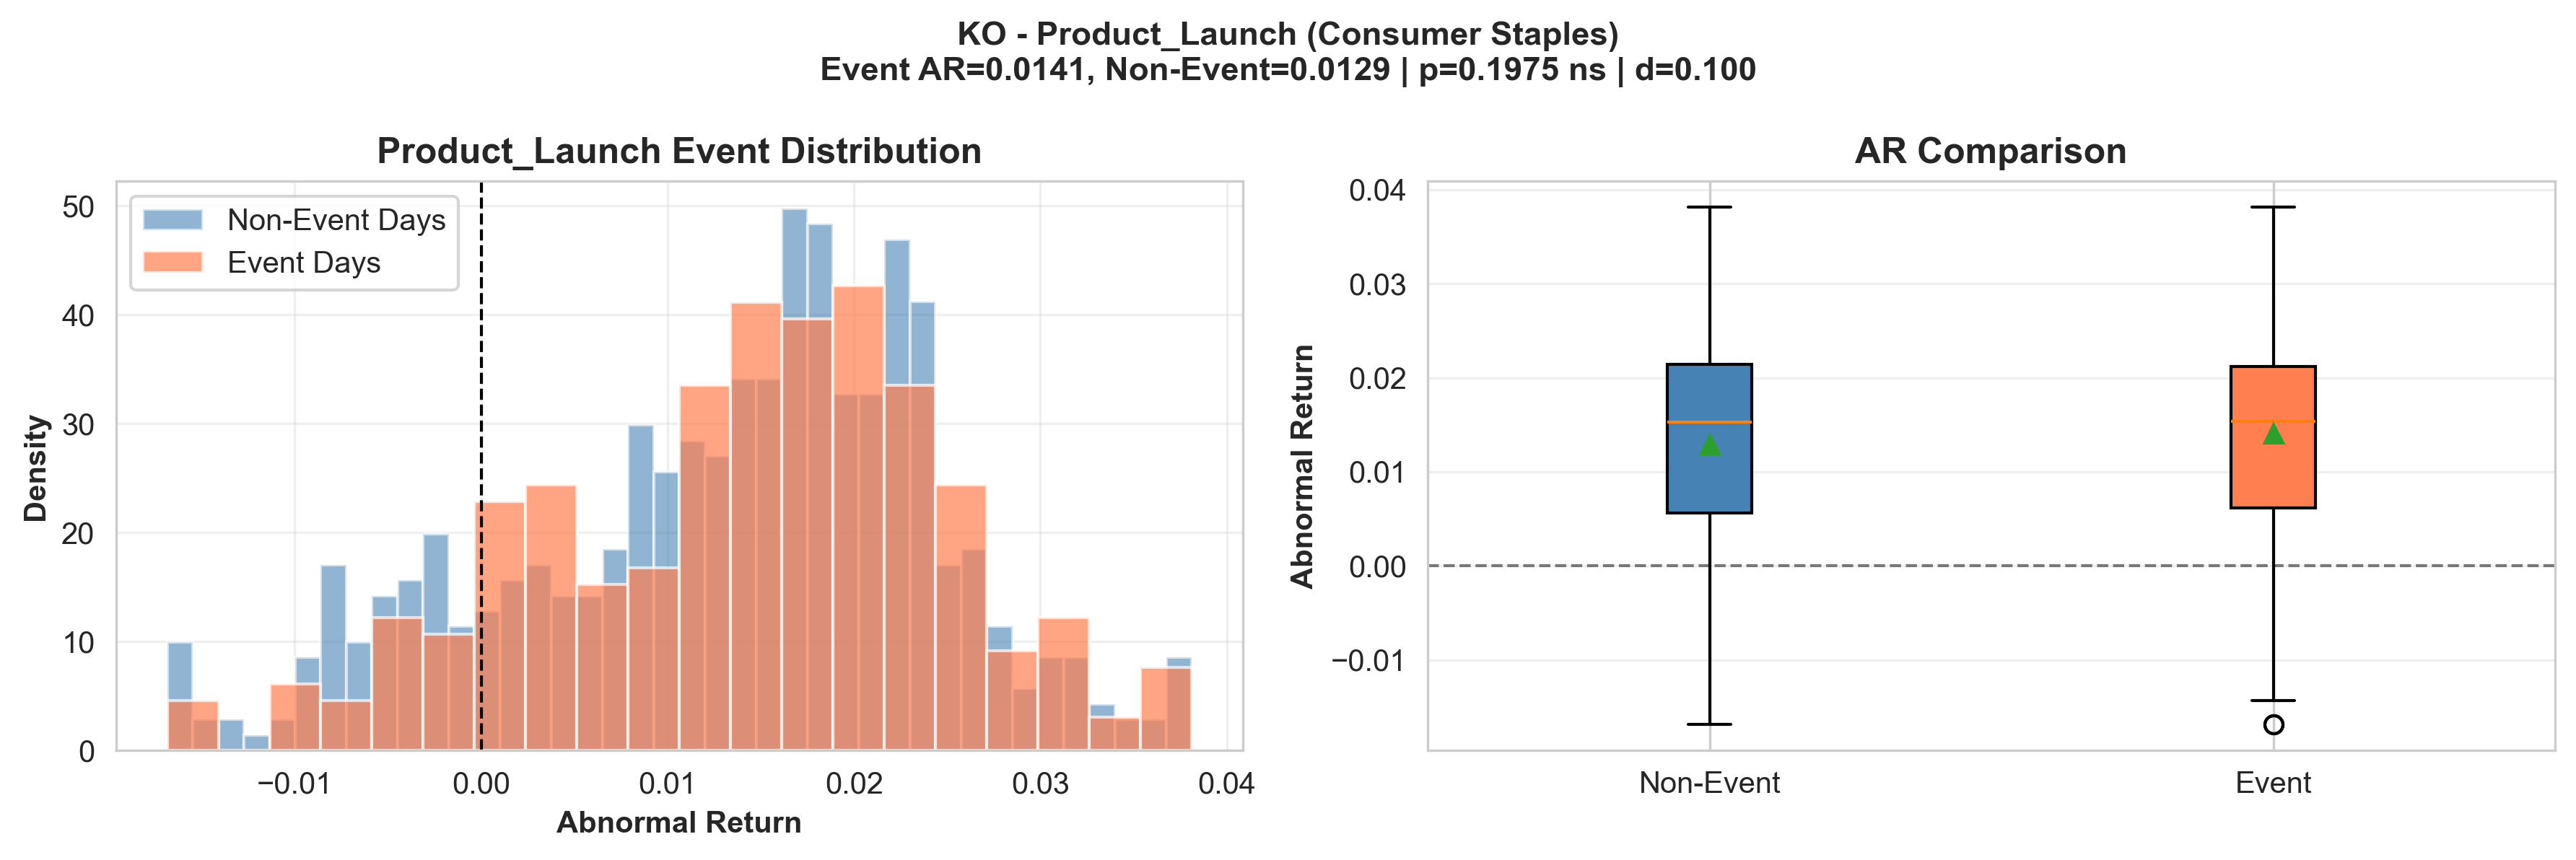 KO - Product_Launch (Consumer Staples)
Event AR=0.0141, Non-Event=0.0129 | p=0.1975 ns | d=0.100
Product_Launch Event Distribution
Non-Event Days
Event Days
Density
50
40
30
20
10
0
−0.01
0.00
0.01
0.02
0.03
0.04
Abnormal Return
AR Comparison
Abnormal Return
0.04
0.03
0.02
0.01
0.00
−0.01
Non-Event
Event